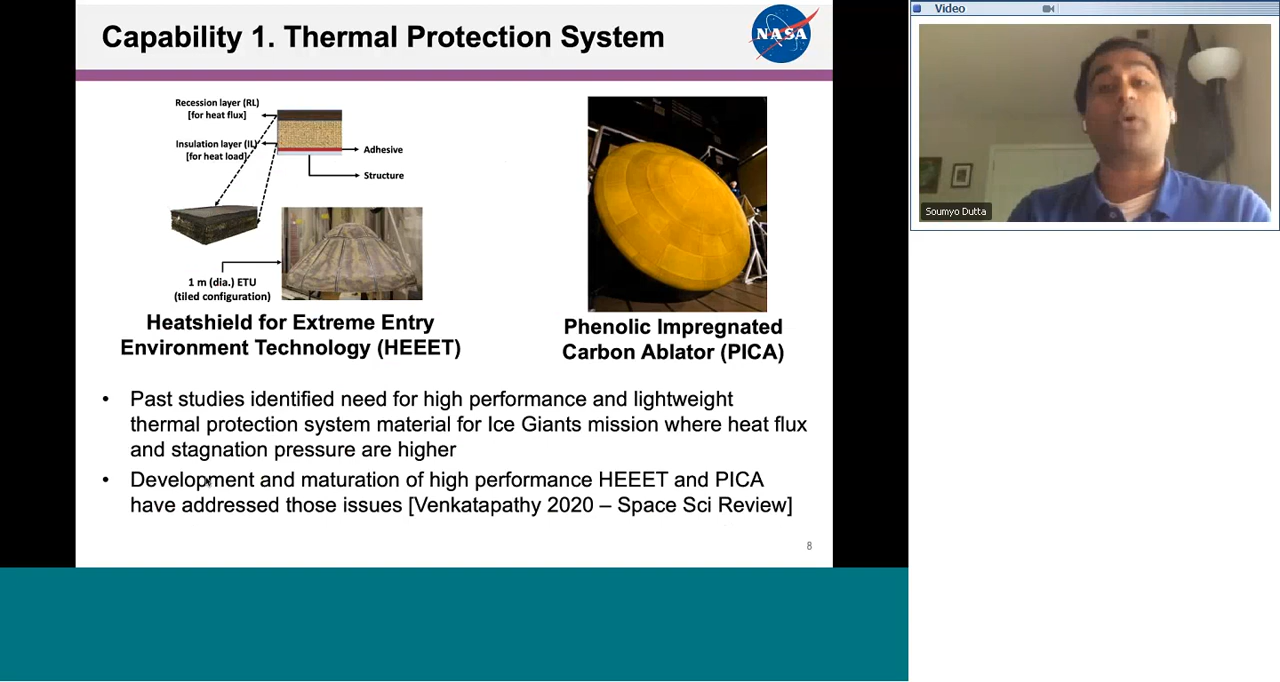 Capability 1. Thermal Protection System
NASA
Recession layer (RL)
[for heat flux]
Insulation layer (IL)
[for heat load]
Adhesive
Structure
1 m (dia.) ETU
(tiled configuration)
Heatshield for Extreme Entry
Environment Technology (HEEET)
Phenolic Impregnated
Carbon Ablator (PICA)
• Past studies identified need for high performance and lightweight
thermal protection system material for Ice Giants mission where heat flux
and stagnation pressure are higher
• Development and maturation of high performance HEEET and PICA
have addressed those issues [Venkatapathy 2020 – Space Sci Review]
8
Video
Soumyo Dutta